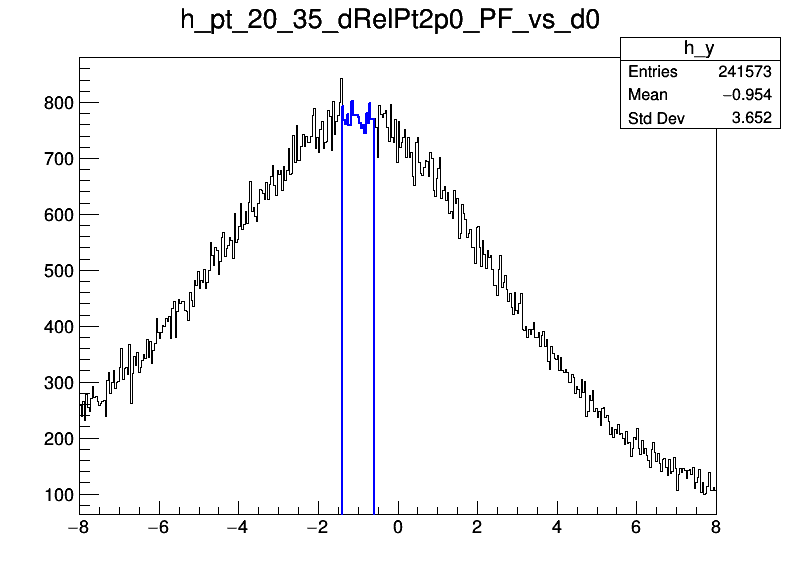 h_pt_20_35_dRelPt2p0_PF_vs_d0
h_y
Entries 241573
Mean −0.954
Std Dev 3.652
800
700
600
500
400
300
200
100
−8 −6 −4 −2 0 2 4 6 8